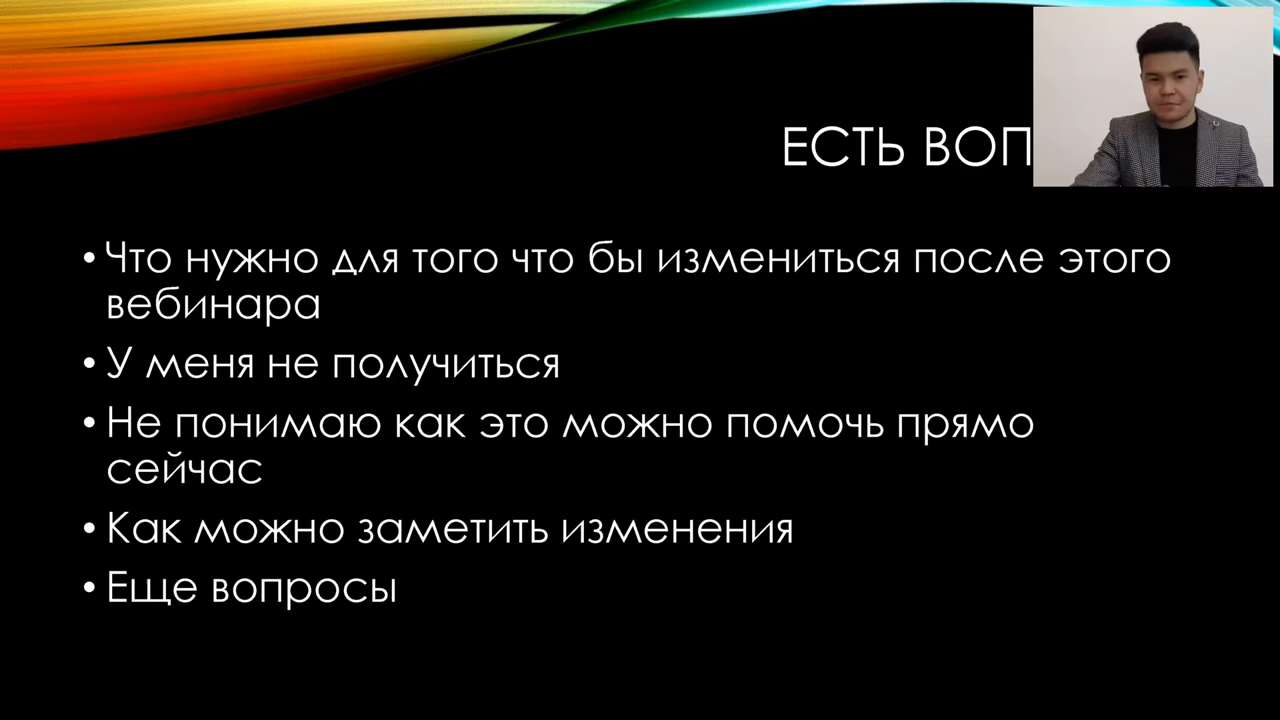 ЕСТЬ ВОП
• Что нужно для того что бы измениться после этого
вебинара
• У меня не получиться
• Не понимаю как это можно помочь прямо
сейчас
• Как можно заметить изменения
• Еще вопросы